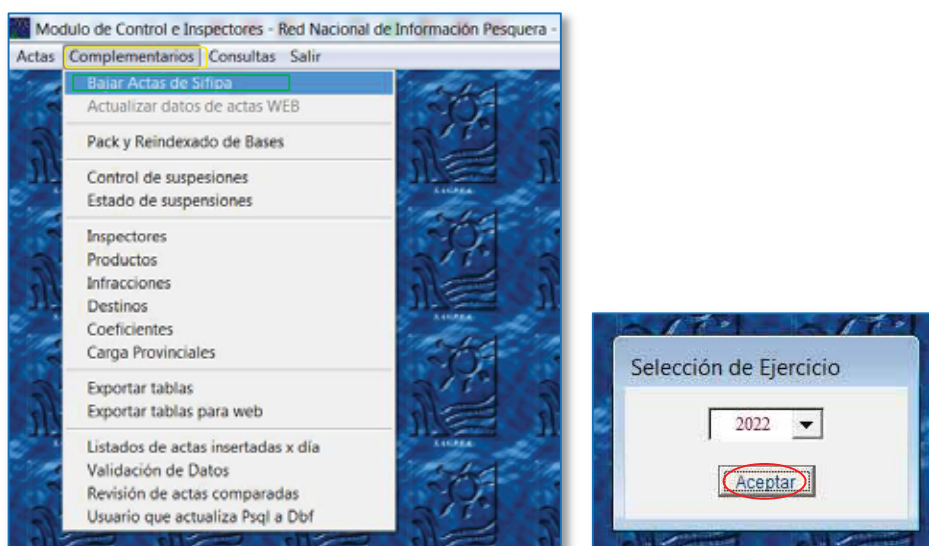 Modulo de Control e Inspectores - Red Nacional de Información Pesquera -
Actas Complementarios Consultas Salir
Bajar Actas de Sifipa
Actualizar datos de actas WEB
Pack y Reindexado de Bases
Control de suspesiones
Estado de suspensiones
Inspectores
Productos
Infracciones
Destinos
Coeficientes
Carga Provinciales
Exportar tablas
Exportar tablas para web
Listados de actas insertadas x día
Validación de Datos
Revisión de actas comparadas
Usuario que actualiza Psql a Dbf
Selección de Ejercicio
2022
Aceptar